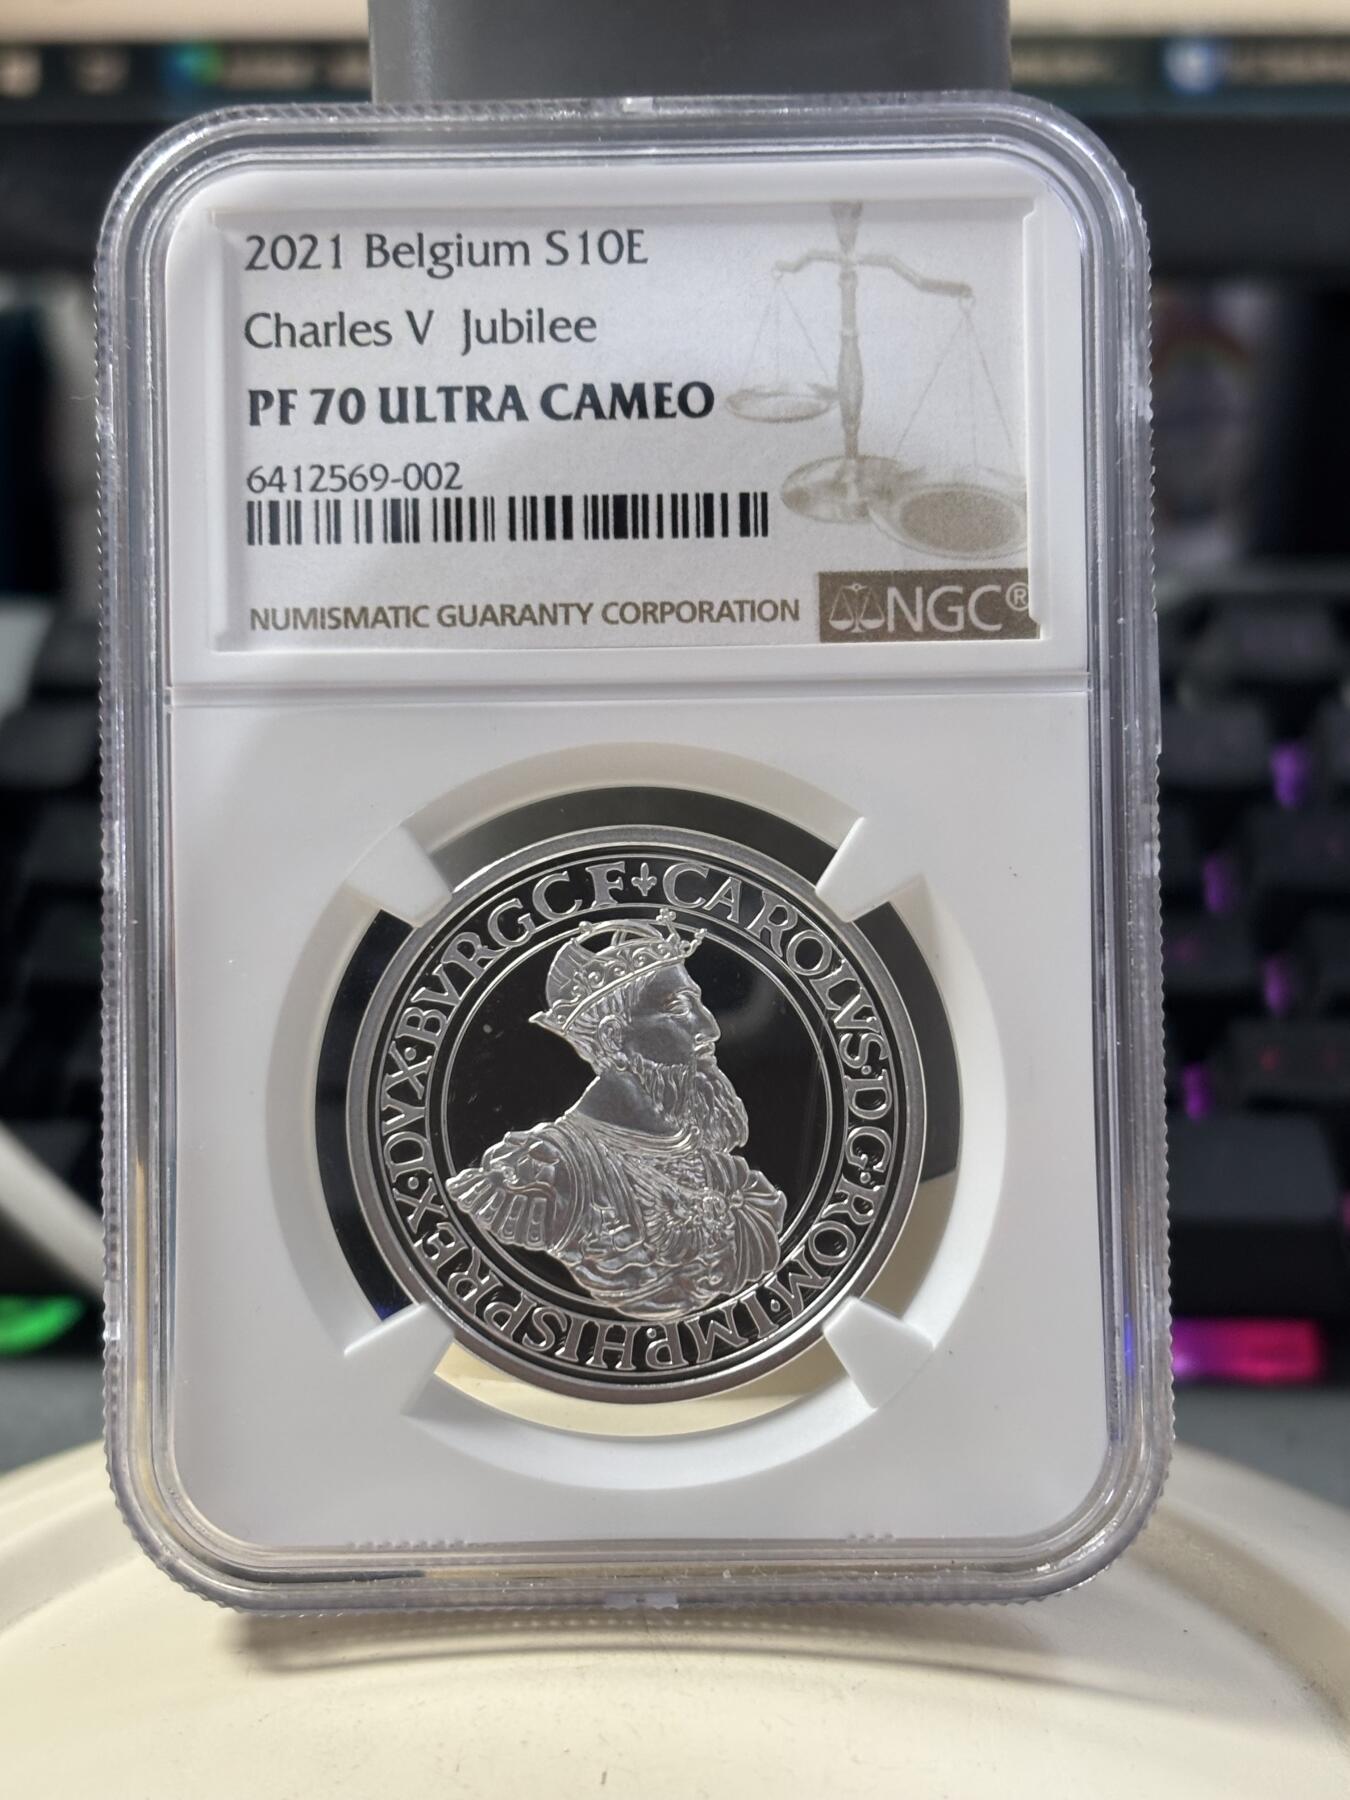 2021 Belgium S10E
Charles V Jubilee
PF 70 ULTRA CAMEO
6412569-002
NUMISMATIC GUARANTY CORPORATION
NGC®
CAROLVS·DG·ROM·IMP·HISP·REX·DVX·BVRG C F